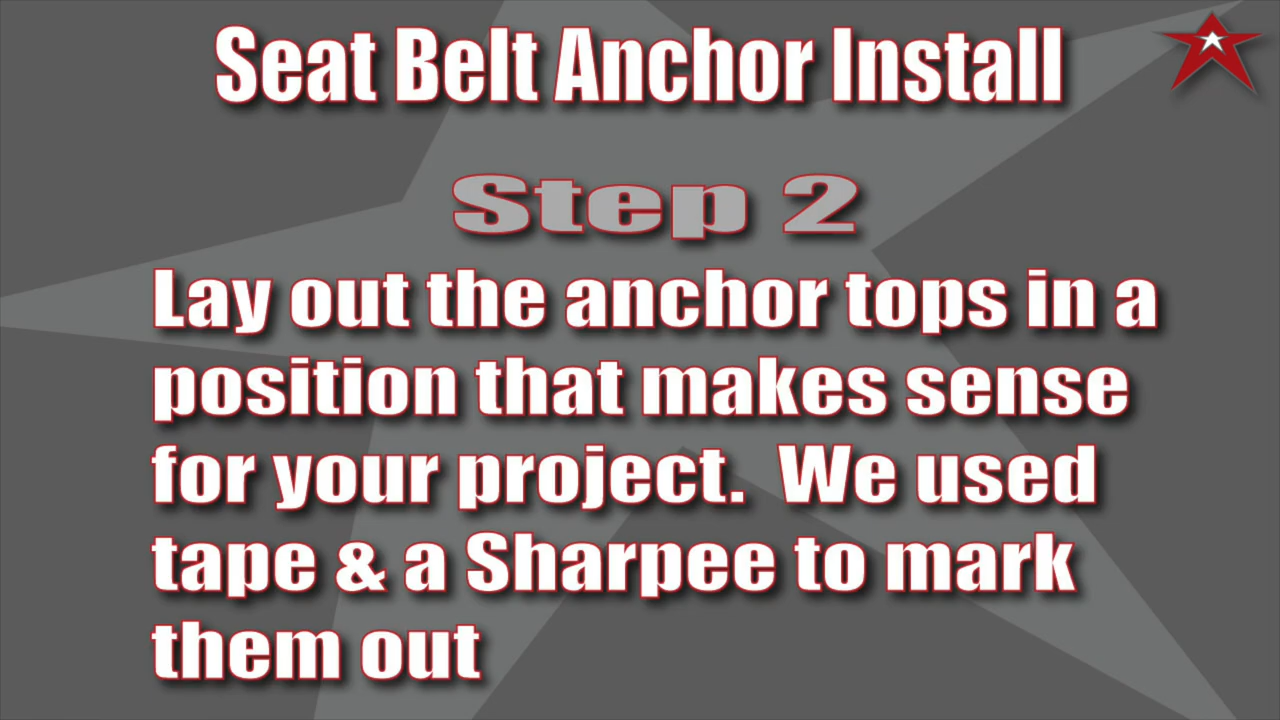 Seat Belt Anchor Install
Step 2
Lay out the anchor tops in a
position that makes sense
for your project.  We used
tape & a Sharpee to mark
them out